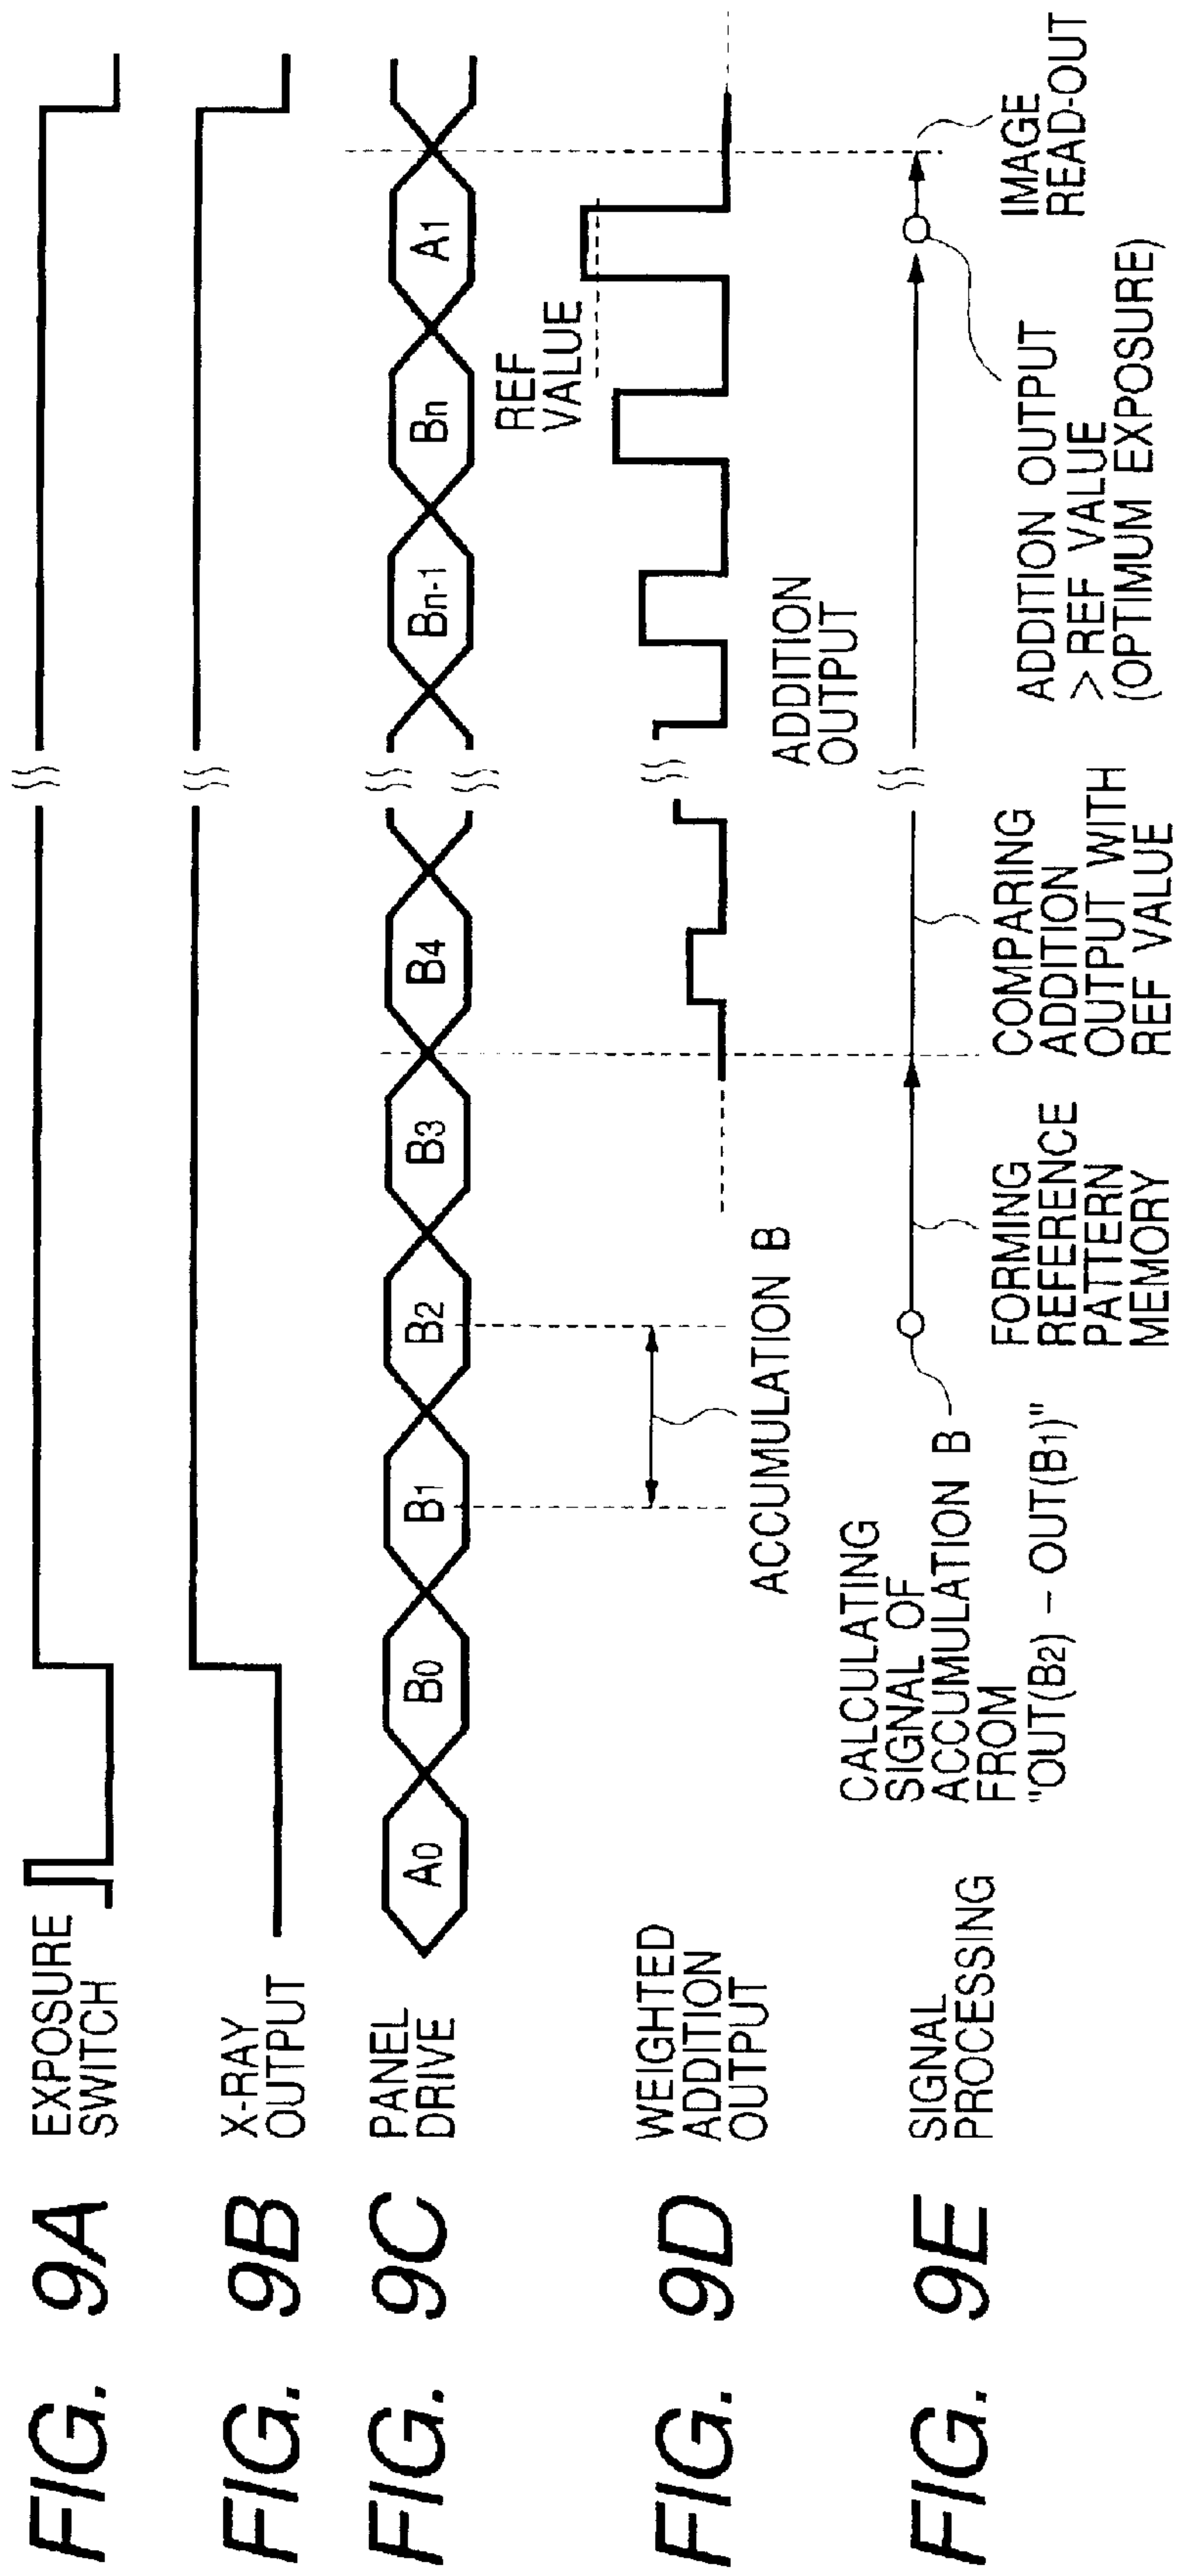 FIG. 9A
EXPOSURE
SWITCH
FIG. 9B
X-RAY
OUTPUT
FIG. 9C
PANEL
DRIVE
A0
B0
B1
B2
B3
B4
Bn-1
Bn
A1
FIG. 9D
WEIGHTED
ADDITION
OUTPUT
ACCUMULATION B
ADDITION
OUTPUT
REF
VALUE
FIG. 9E
SIGNAL
PROCESSING
CALCULATING
SIGNAL OF
ACCUMULATION B
FROM
"OUT(B2) – OUT(B1)"
FORMING
REFERENCE
PATTERN
MEMORY
COMPARING
ADDITION
OUTPUT WITH
REF VALUE
ADDITION OUTPUT
> REF VALUE
(OPTIMUM EXPOSURE)
IMAGE
READ-OUT